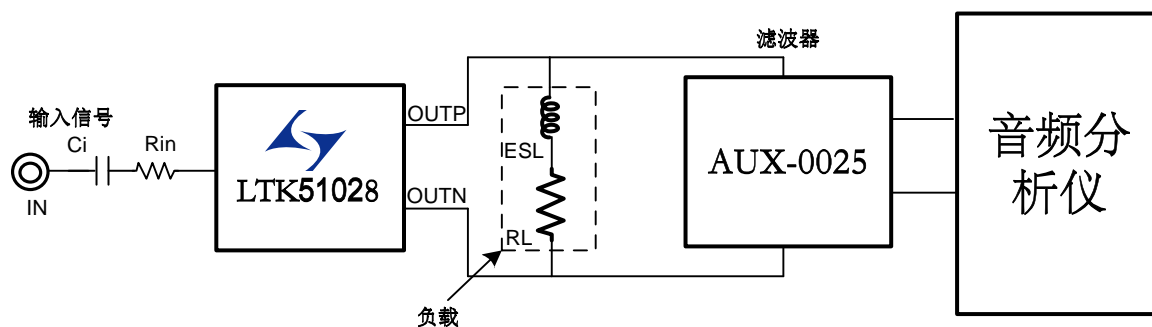 输入信号
Ci
Rin
IN
LTK51028
OUTP
OUTN
ESL
RL
负载
滤波器
AUX-0025
音频分
析仪